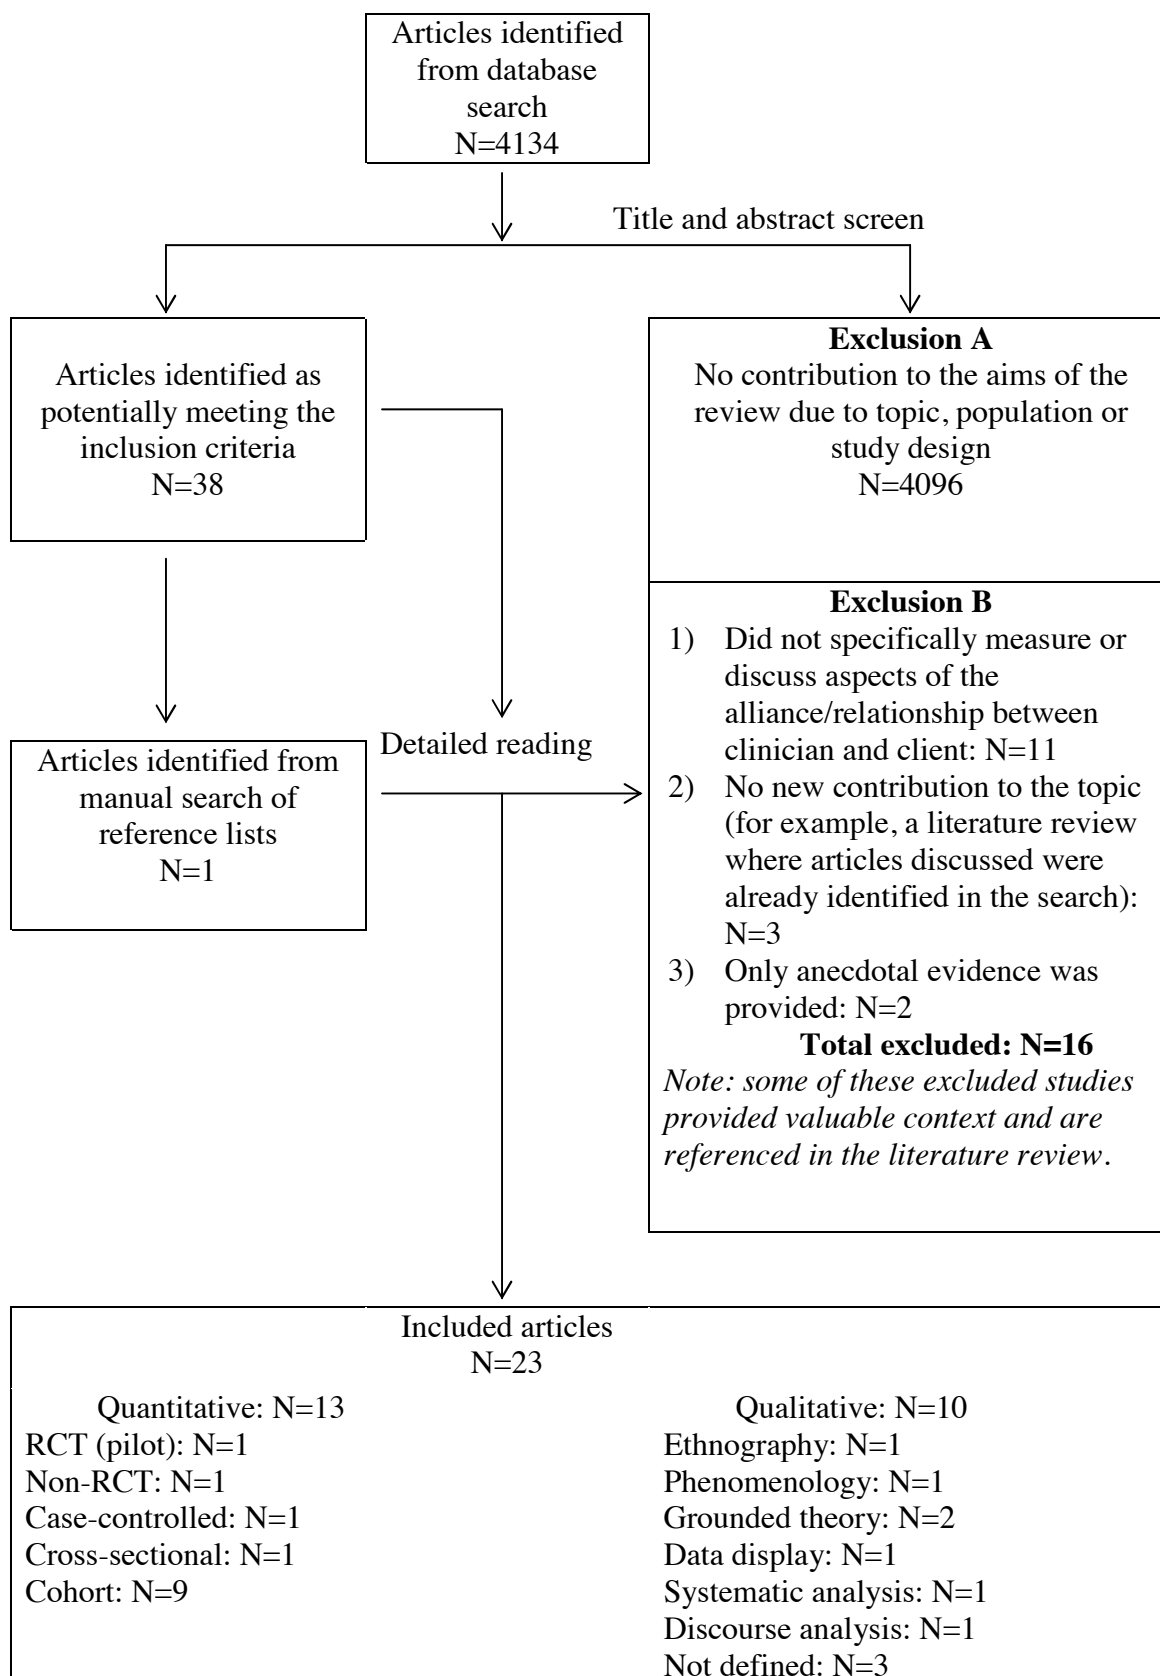 Articles identified
from database
search
N=4134
Title and abstract screen
Articles identified as
potentially meeting the
inclusion criteria
N=38
Exclusion A
No contribution to the aims of the
review due to topic, population or
study design
N=4096
Exclusion B
1) Did not specifically measure or
discuss aspects of the
alliance/relationship between
clinician and client: N=11
2) No new contribution to the topic
(for example, a literature review
where articles discussed were
already identified in the search):
N=3
3) Only anecdotal evidence was
provided: N=2
Total excluded: N=16
Note: some of these excluded studies
provided valuable context and are
referenced in the literature review.
Articles identified from
manual search of
reference lists
N=1
Detailed reading
Included articles
N=23
Quantitative: N=13
RCT (pilot): N=1
Non-RCT: N=1
Case-controlled: N=1
Cross-sectional: N=1
Cohort: N=9
Qualitative: N=10
Ethnography: N=1
Phenomenology: N=1
Grounded theory: N=2
Data display: N=1
Systematic analysis: N=1
Discourse analysis: N=1
Not defined: N=3